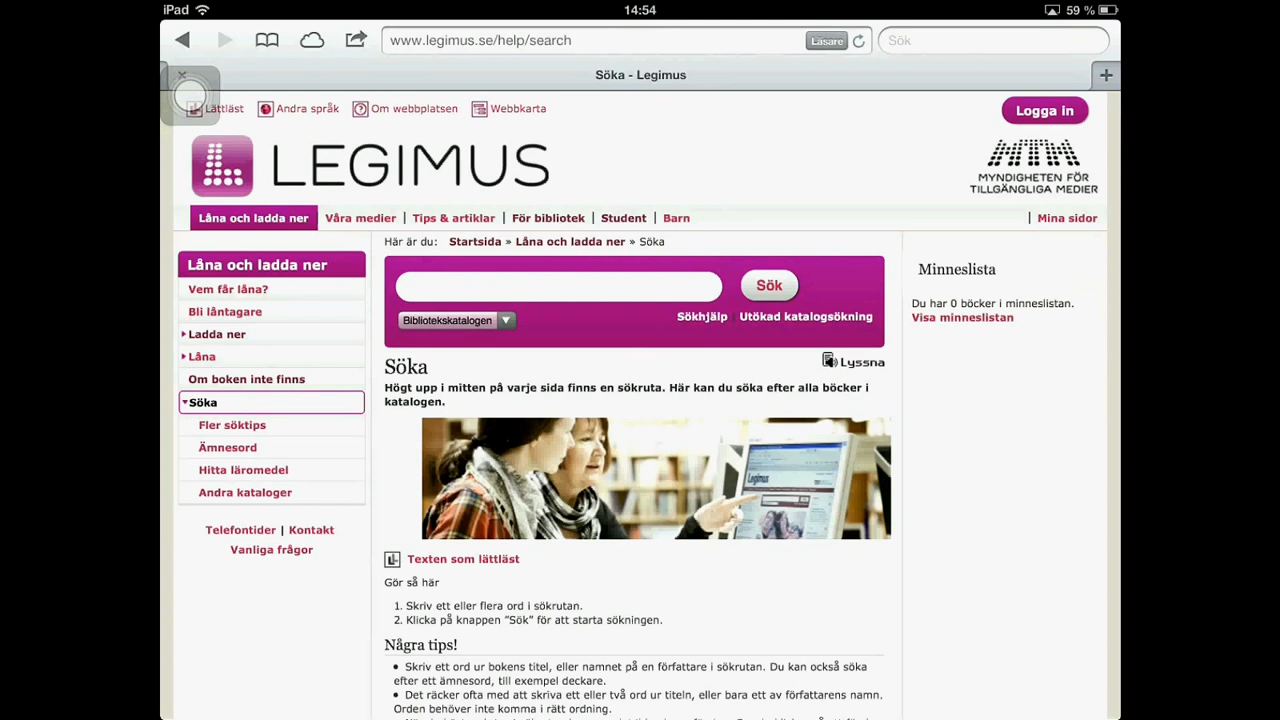 iPad 14:54 59 %
www.legimus.se/help/search Läsare Sök
Söka - Legimus
Lättläst Andra språk Om webbplatsen Webbkarta
Logga in
LEGIMUS
MTM
MYNDIGHETEN FÖR
TILLGÄNGLIGA MEDIER
Låna och ladda ner Våra medier | Tips & artiklar | För bibliotek | Student | Barn | Mina sidor
Här är du: Startsida » Låna och ladda ner » Söka
Låna och ladda ner
Vem får låna?
Bli låntagare
Ladda ner
Låna
Om boken inte finns
Söka
Fler söktips
Ämnesord
Hitta läromedel
Andra kataloger
Telefontider | Kontakt
Vanliga frågor
Sök
Bibliotekskatalogen Sökhjälp Utökad katalogsökning
Söka
Lyssna
Högt upp i mitten på varje sida finns en sökruta. Här kan du söka efter alla böcker i
katalogen.
Legimus
Texten som lättläst
Gör så här
1. Skriv ett eller flera ord i sökrutan.
2. Klicka på knappen ”Sök” för att starta sökningen.
Några tips!
• Skriv ett ord ur bokens titel, eller namnet på en författare i sökrutan. Du kan också söka
efter ett ämnesord, till exempel deckare.
• Det räcker ofta med att skriva ett eller två ord ur titeln, eller bara ett av författarens namn.
Orden behöver inte komma i rätt ordning.
Minneslista
Du har 0 böcker i minneslistan.
Visa minneslistan